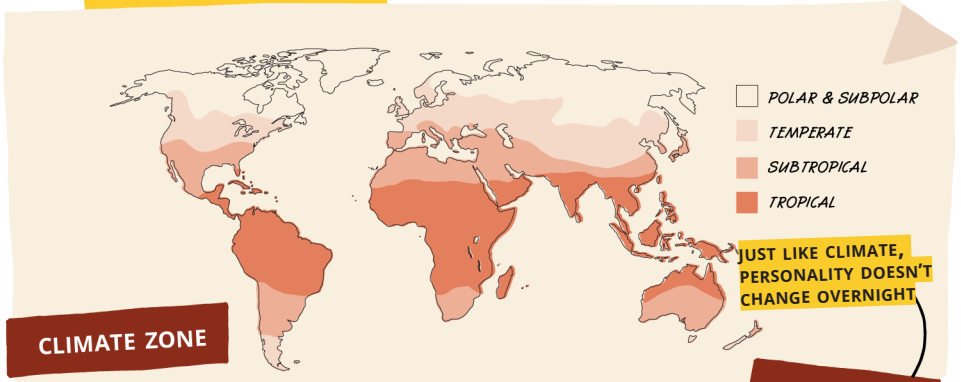 POLAR & SUBPOLAR
TEMPERATE
SUBTROPICAL
TROPICAL
JUST LIKE CLIMATE,
PERSONALITY DOESN'T
CHANGE OVERNIGHT
CLIMATE ZONE